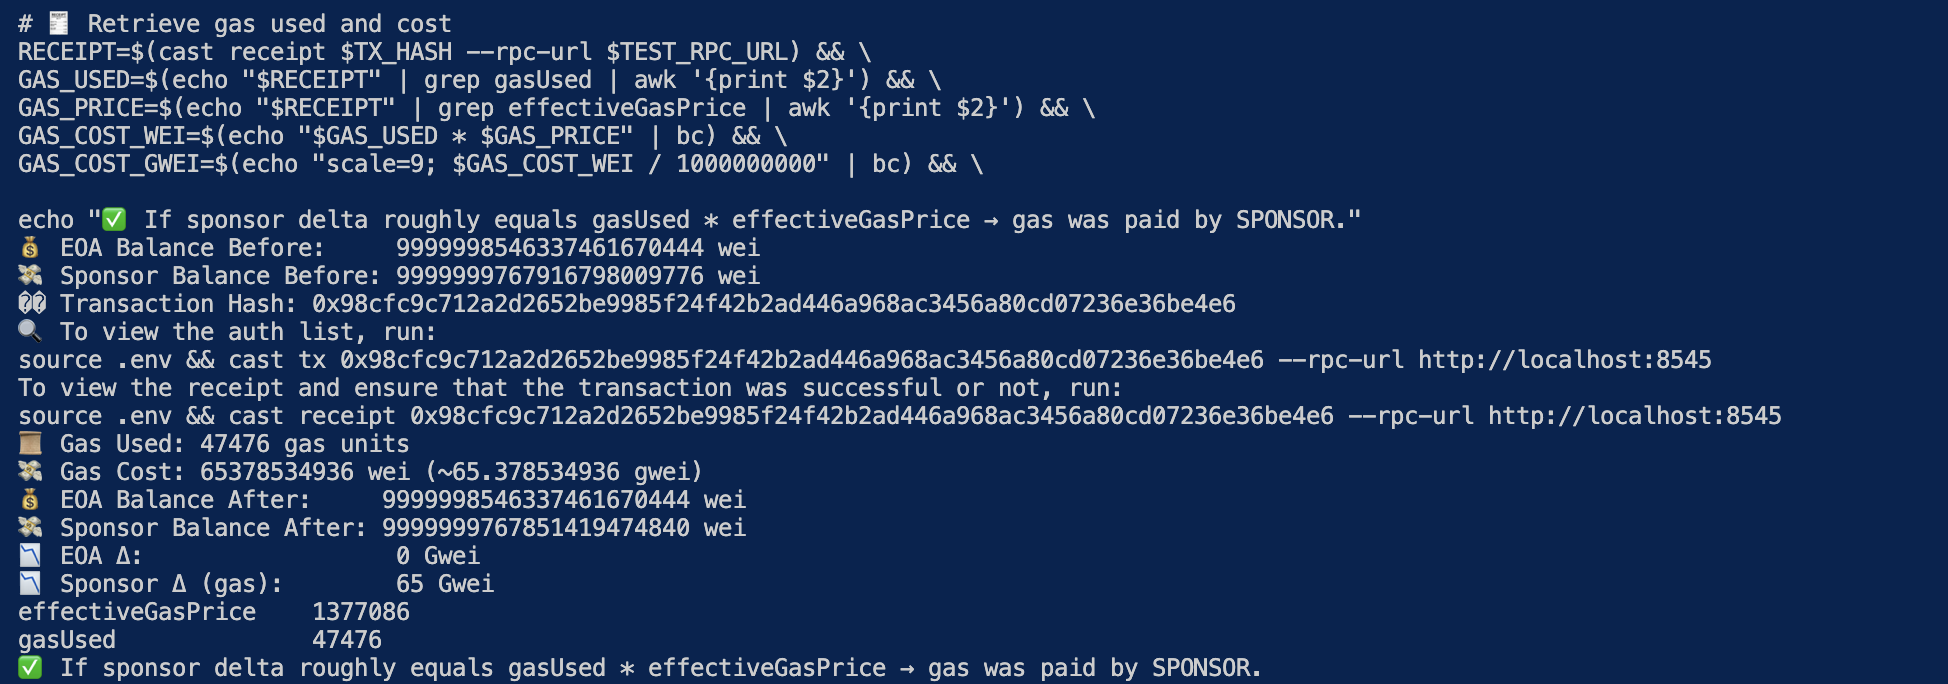 # 🧾 Retrieve gas used and cost
RECEIPT=$(cast receipt $TX_HASH --rpc-url $TEST_RPC_URL) && \
GAS_USED=$(echo "$RECEIPT" | grep gasUsed | awk '{print $2}') && \
GAS_PRICE=$(echo "$RECEIPT" | grep effectiveGasPrice | awk '{print $2}') && \
GAS_COST_WEI=$(echo "$GAS_USED * $GAS_PRICE" | bc) && \
GAS_COST_GWEI=$(echo "scale=9; $GAS_COST_WEI / 1000000000" | bc) && \
echo "✅ If sponsor delta roughly equals gasUsed * effectiveGasPrice → gas was paid by SPONSOR."
💰 EOA Balance Before:     9999998546337461670444 wei
💸 Sponsor Balance Before: 9999999767916798009776 wei
�� Transaction Hash: 0x98cfc9c712a2d2652be9985f24f42b2ad446a968ac3456a80cd07236e36be4e6
🔍 To view the auth list, run:
source .env && cast tx 0x98cfc9c712a2d2652be9985f24f42b2ad446a968ac3456a80cd07236e36be4e6 --rpc-url http://localhost:8545
To view the receipt and ensure that the transaction was successful or not, run:
source .env && cast receipt 0x98cfc9c712a2d2652be9985f24f42b2ad446a968ac3456a80cd07236e36be4e6 --rpc-url http://localhost:8545
📜 Gas Used: 47476 gas units
💸 Gas Cost: 65378534936 wei (~65.378534936 gwei)
💰 EOA Balance After:     9999998546337461670444 wei
💸 Sponsor Balance After: 9999999767851419474840 wei
📉 EOA Δ:                  0 Gwei
📉 Sponsor Δ (gas):        65 Gwei
effectiveGasPrice    1377086
gasUsed              47476
✅ If sponsor delta roughly equals gasUsed * effectiveGasPrice → gas was paid by SPONSOR.